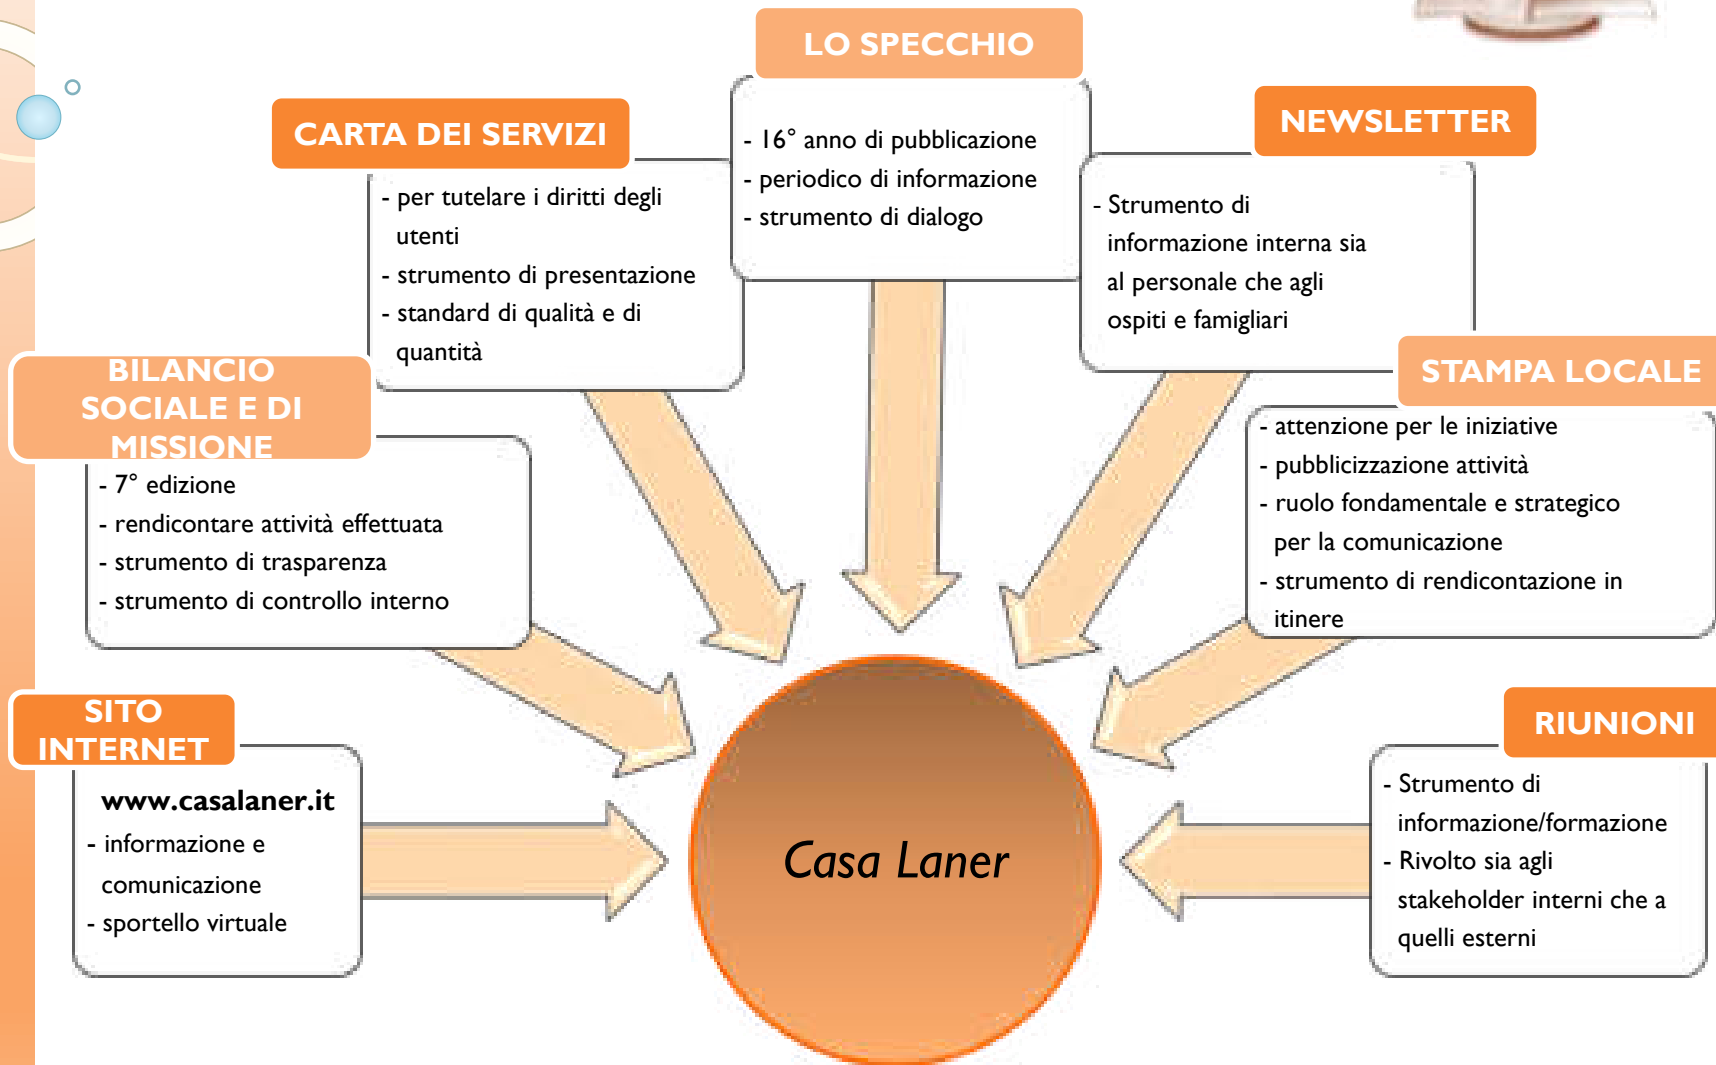 LO SPECCHIO
- 16° anno di pubblicazione
- periodico di informazione
- strumento di dialogo
CARTA DEI SERVIZI
- per tutelare i diritti degli
utenti
- strumento di presentazione
- standard di qualità e di
quantità
NEWSLETTER
- Strumento di
informazione interna sia
al personale che agli
ospiti e famigliari
BILANCIO
SOCIALE E DI
MISSIONE
- 7° edizione
- rendicontare attività effettuata
- strumento di trasparenza
- strumento di controllo interno
STAMPA LOCALE
- attenzione per le iniziative
- pubblicizzazione attività
- ruolo fondamentale e strategico
per la comunicazione
- strumento di rendicontazione in
itinere
SITO
INTERNET
www.casalaner.it
- informazione e
comunicazione
- sportello virtuale
Casa Laner
RIUNIONI
- Strumento di
informazione/formazione
- Rivolto sia agli
stakeholder interni che a
quelli esterni